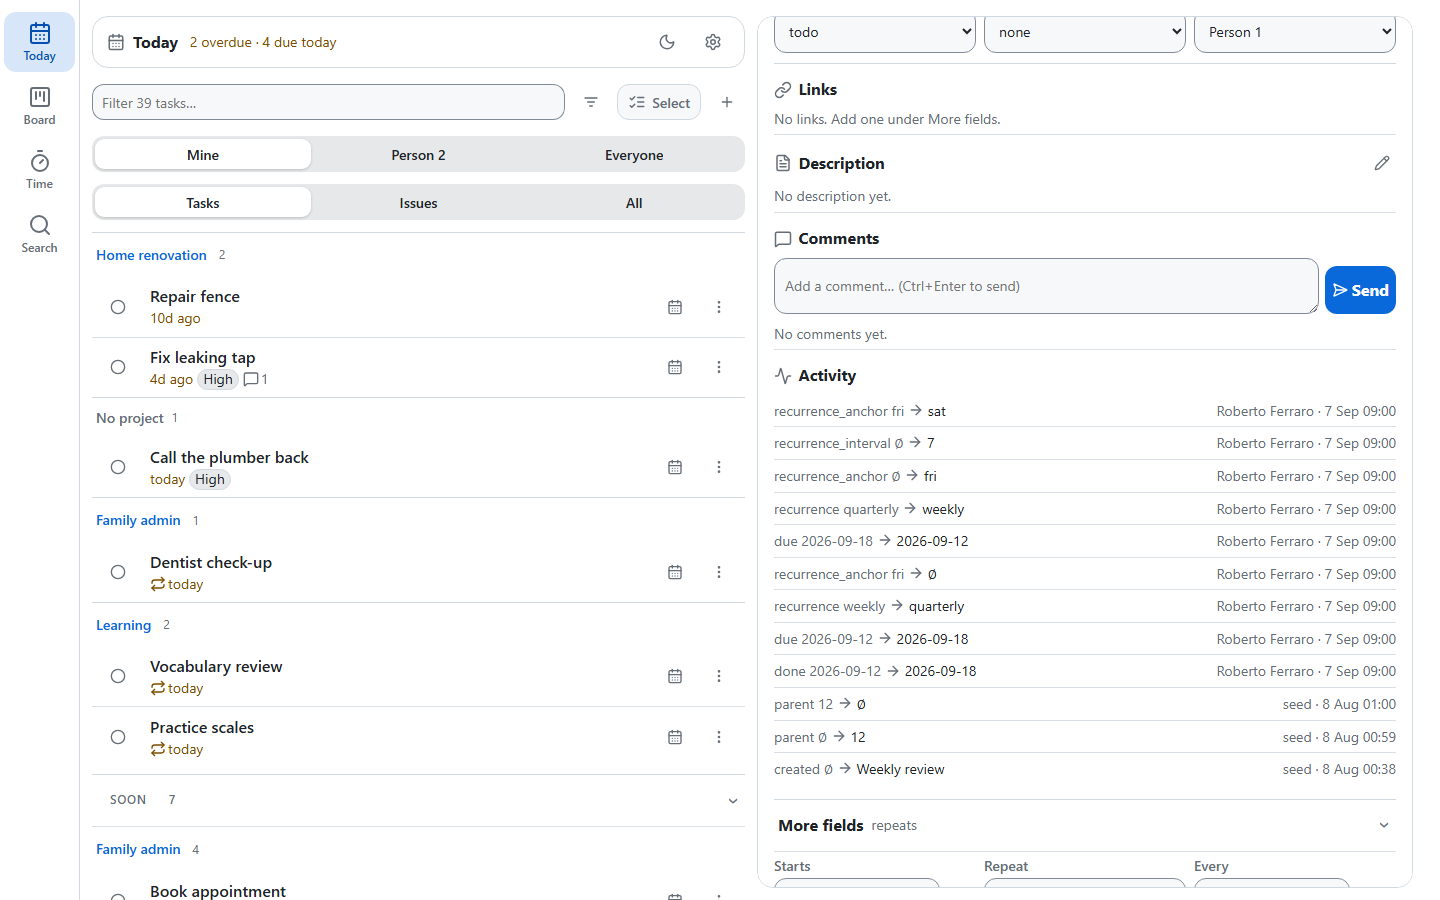 Today
Board
Time
Search
Today 2 overdue · 4 due today
Filter 39 tasks...
Select
Mine Person 2 Everyone
Tasks Issues All
Home renovation 2
Repair fence
10d ago
Fix leaking tap
4d ago High 1
No project 1
Call the plumber back
today High
Family admin 1
Dentist check-up
today
Learning 2
Vocabulary review
today
Practice scales
today
SOON 7
Family admin 4
Book appointment
todo none Person 1
Links
No links. Add one under More fields.
Description
No description yet.
Comments
Add a comment... (Ctrl+Enter to send)
Send
No comments yet.
Activity
recurrence_anchor fri → sat Roberto Ferraro · 7 Sep 09:00
recurrence_interval Ø → 7 Roberto Ferraro · 7 Sep 09:00
recurrence_anchor Ø → fri Roberto Ferraro · 7 Sep 09:00
recurrence quarterly → weekly Roberto Ferraro · 7 Sep 09:00
due 2026-09-18 → 2026-09-12 Roberto Ferraro · 7 Sep 09:00
recurrence_anchor fri → Ø Roberto Ferraro · 7 Sep 09:00
recurrence weekly → quarterly Roberto Ferraro · 7 Sep 09:00
due 2026-09-12 → 2026-09-18 Roberto Ferraro · 7 Sep 09:00
done 2026-09-12 → 2026-09-18 Roberto Ferraro · 7 Sep 09:00
parent 12 → Ø seed · 8 Aug 01:00
parent Ø → 12 seed · 8 Aug 00:59
created Ø → Weekly review seed · 8 Aug 00:38
More fields repeats
Starts Repeat Every